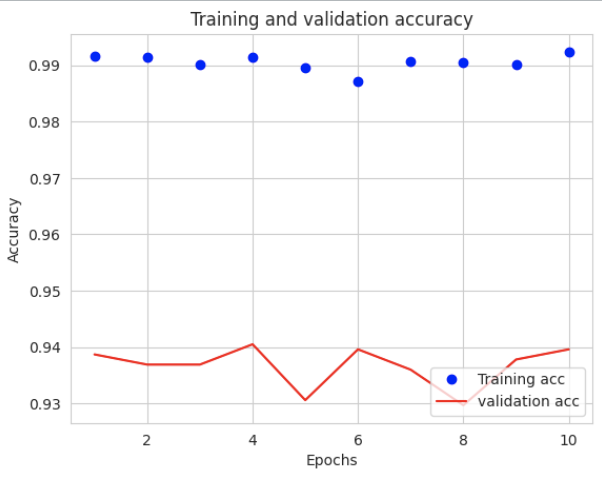 Training and validation accuracy
0.99
0.98
0.97
0.96
0.95
0.94
0.93
Accuracy
Training acc
validation acc
2
4
6
8
10
Epochs